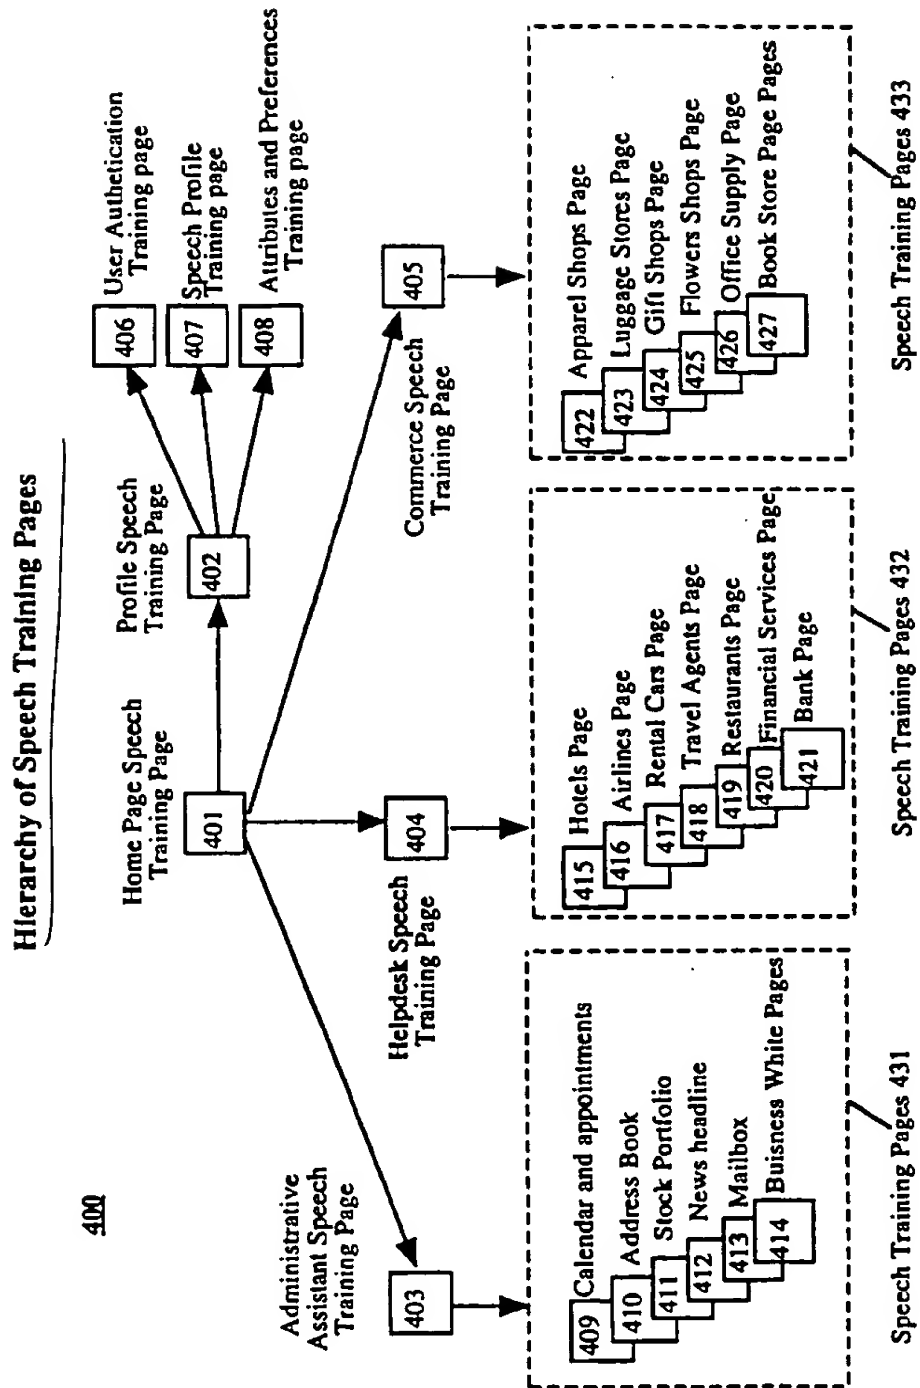 Hierarchy of Speech Training Pages
400
Home Page Speech
Training Page
401
Profile Speech
Training Page
402
406
User Authetication
Training page
407
Speech Profile
Training page
408
Attributes and Preferences
Training page
Administrative
Assistant Speech
Training Page
403
Helpdesk Speech
Training Page
404
Commerce Speech
Training Page
405
409 Calendar and appointments
410 Address Book
411 Stock Portfolio
412 News headline
413 Mailbox
414 Buisness White Pages
Speech Training Pages 431
415 Hotels Page
416 Airlines Page
417 Rental Cars Page
418 Travel Agents Page
419 Restaurants Page
420 Financial Services Page
421 Bank Page
Speech Training Pages 432
422 Apparel Shops Page
423 Luggage Stores Page
424 Gift Shops Page
425 Flowers Shops Page
426 Office Supply Page
427 Book Store Page Pages
Speech Training Pages 433